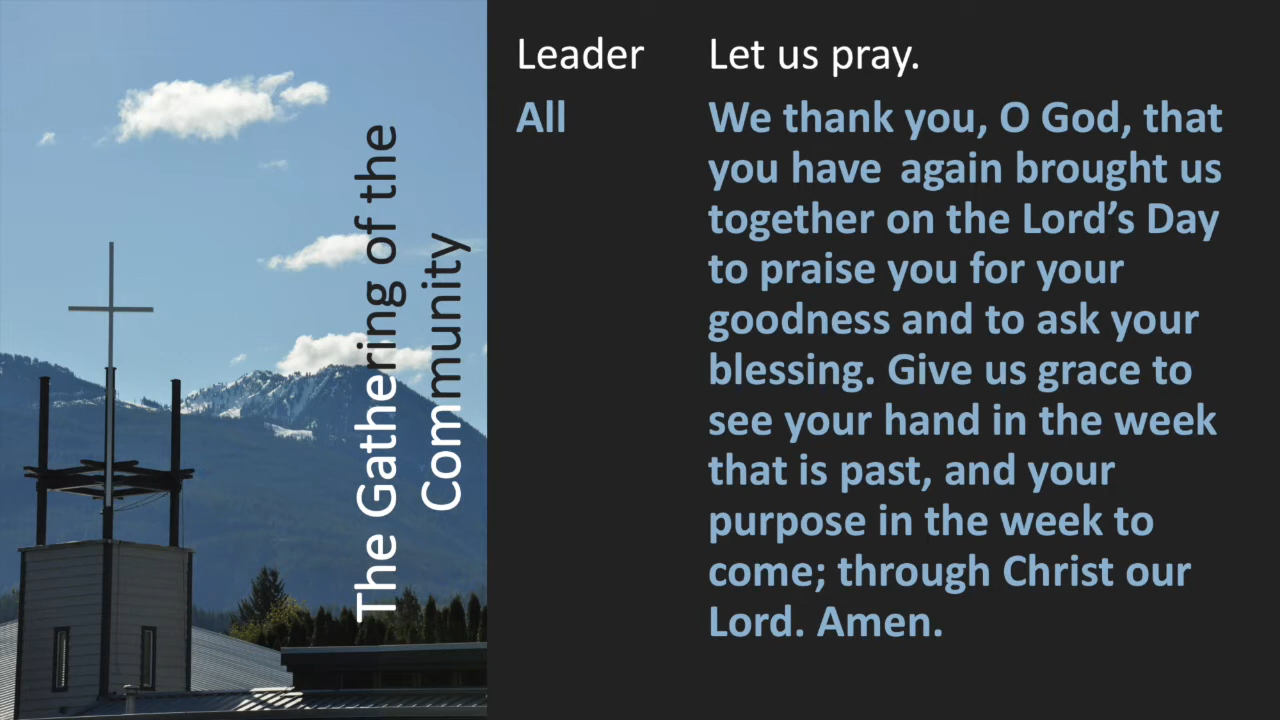 The Gathering of the
Community
Leader Let us pray.
All We thank you, O God, that
you have again brought us
together on the Lord’s Day
to praise you for your
goodness and to ask your
blessing. Give us grace to
see your hand in the week
that is past, and your
purpose in the week to
come; through Christ our
Lord. Amen.